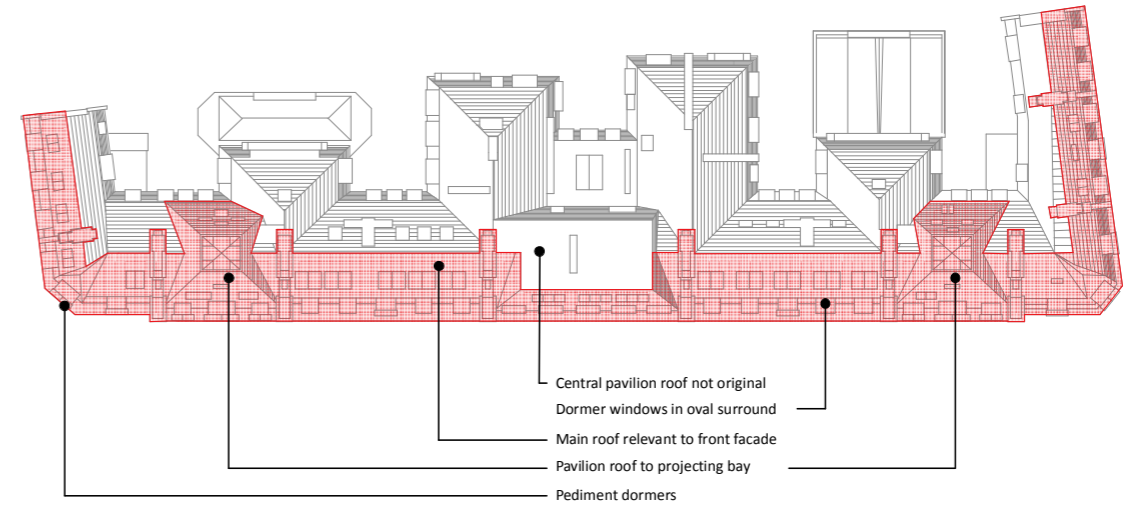 Central pavilion roof not original
Dormer windows in oval surround
Main roof relevant to front facade
Pavilion roof to projecting bay
Pediment dormers